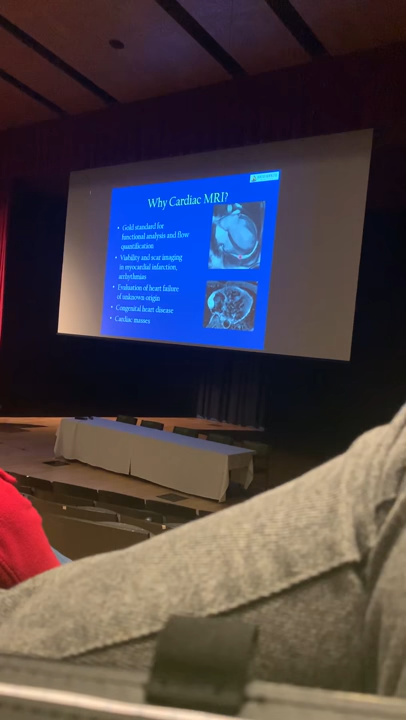 Why Cardiac MRI?
• Gold standard for
functional analysis and flow
quantification
• Viability and scar imaging
in myocardial infarction,
arrhythmias
• Evaluation of heart failure
of unknown origin
• Congenital heart disease
• Cardiac masses